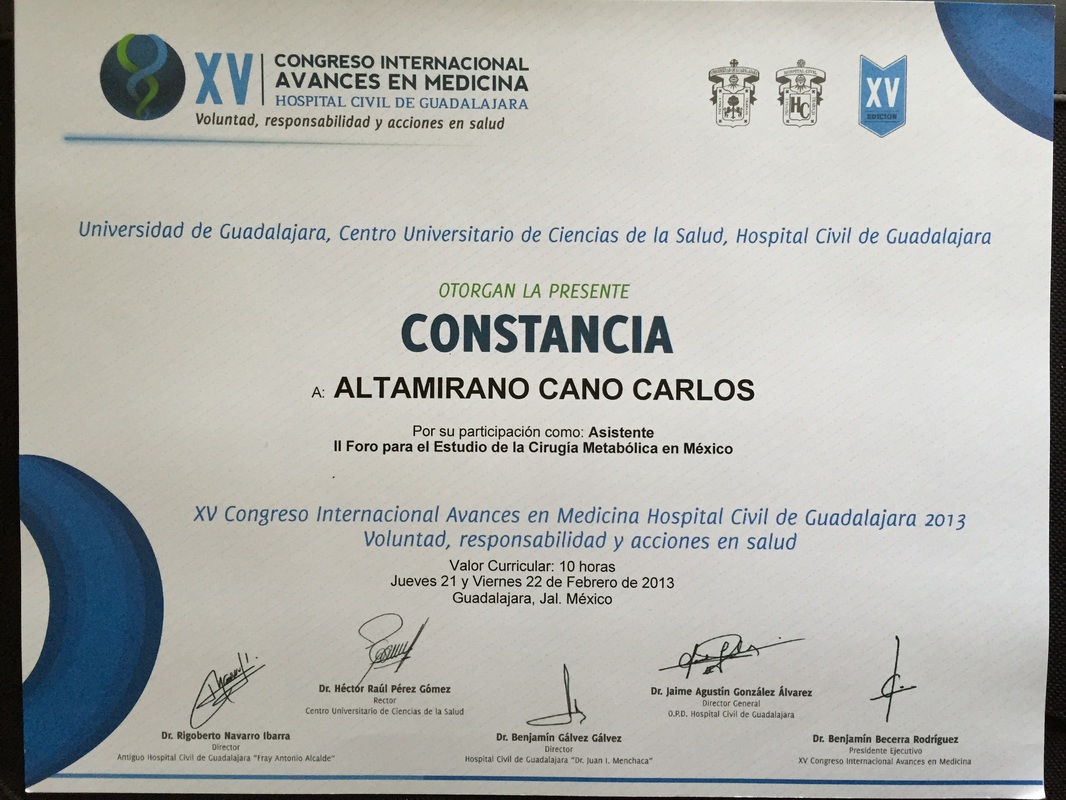 XV
CONGRESO INTERNACIONAL
AVANCES EN MEDICINA
HOSPITAL CIVIL DE GUADALAJARA
Voluntad, responsabilidad y acciones en salud
HC
XV
EDICIÓN
Universidad de Guadalajara, Centro Universitario de Ciencias de la Salud, Hospital Civil de Guadalajara
OTORGAN LA PRESENTE
CONSTANCIA
A: ALTAMIRANO CANO CARLOS
Por su participación como: Asistente
II Foro para el Estudio de la Cirugía Metabólica en México
XV Congreso Internacional Avances en Medicina Hospital Civil de Guadalajara 2013
Voluntad, responsabilidad y acciones en salud
Valor Curricular: 10 horas
Jueves 21 y Viernes 22 de Febrero de 2013
Guadalajara, Jal. México
Dr. Rigoberto Navarro Ibarra
Director
Antiguo Hospital Civil de Guadalajara "Fray Antonio Alcalde"
Dr. Héctor Raúl Pérez Gómez
Rector
Centro Universitario de Ciencias de la Salud
Dr. Benjamín Gálvez Gálvez
Director
Hospital Civil de Guadalajara "Dr. Juan I. Menchaca"
Dr. Jaime Agustín González Álvarez
Director General
O.P.D. Hospital Civil de Guadalajara
Dr. Benjamín Becerra Rodríguez
Presidente Ejecutivo
XV Congreso Internacional Avances en Medicina